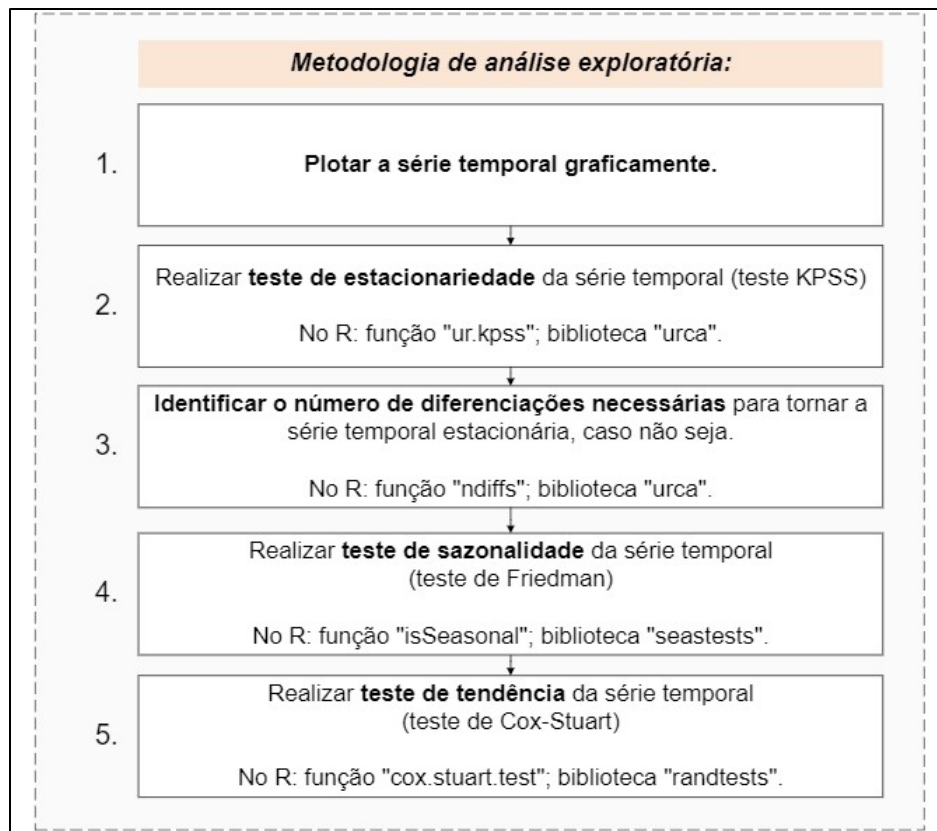 Metodologia de análise exploratória:
1.
Plotar a série temporal graficamente.
2.
Realizar teste de estacionariedade da série temporal (teste KPSS)
No R: função "ur.kpss"; biblioteca "urca".
3.
Identificar o número de diferenciações necessárias para tornar a
série temporal estacionária, caso não seja.
No R: função "ndiffs"; biblioteca "urca".
4.
Realizar teste de sazonalidade da série temporal
(teste de Friedman)
No R: função "isSeasonal"; biblioteca "seastests".
5.
Realizar teste de tendência da série temporal
(teste de Cox-Stuart)
No R: função "cox.stuart.test"; biblioteca "randtests".